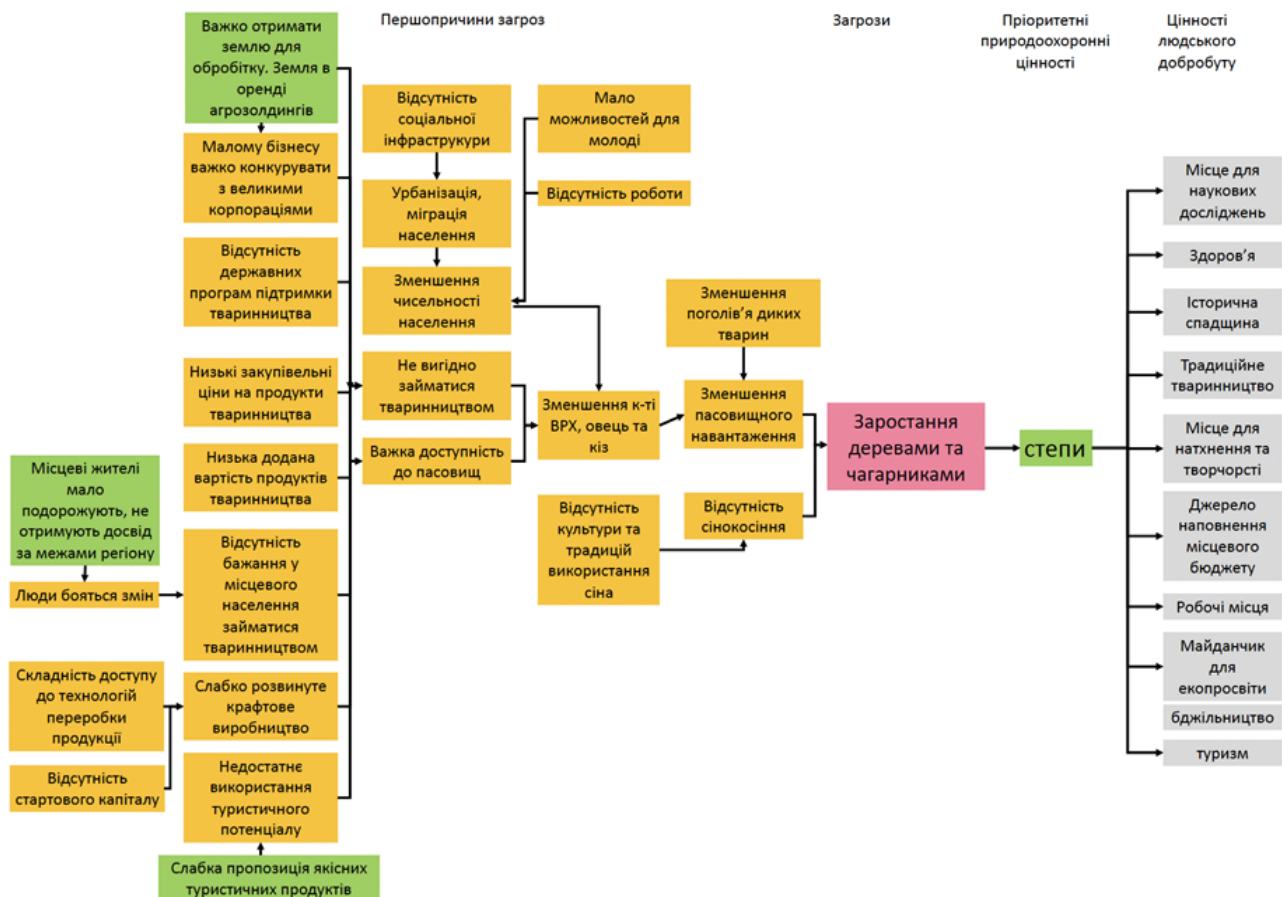 Першопричини загроз
Загрози
Пріоритетні
природоохоронні
цінності
Цінності
людського
добробуту
Важко отримати
землю для
обробітку. Земля в
оренді
агрозолдингів
Малому бізнесу
важко конкурувати
з великими
корпораціями
Відсутність
державних
програм підтримки
тваринництва
Низькі закупівельні
ціни на продукти
тваринництва
Низька додана
вартість продуктів
тваринництва
Місцеві жителі
мало
подорожують, не
отримують досвід
за межами регіону
Люди бояться змін
Відсутність
бажання у
місцевого
населення
займатися
тваринництвом
Складність доступу
до технологій
переробки
продукції
Відсутність
стартового капіталу
Слабко розвинуте
крафтове
виробництво
Недостатнє
використання
туристичного
потенціалу
Слабка пропозиція якісних
туристичних продуктів
Відсутність
соціальної
інфраструкури
Урбанізація,
міграція
населення
Зменшення
чисельності
населення
Не вигідно
займатися
тваринництвом
Важка доступність
до пасовищ
Мало
можливостей для
молоді
Відсутність роботи
Зменшення к-ті
ВРХ, овець та
кіз
Відсутність
культури та
традицій
використання
сіна
Зменшення
поголів’я диких
тварин
Зменшення
пасовищного
навантаження
Відсутність
сінокосіння
Заростання
деревами та
чагарниками
степи
Місце для
наукових
досліджень
Здоров’я
Історична
спадщина
Традиційне
тваринництво
Місце для
натхнення та
творчорсті
Джерело
наповнення
місцевого
бюджету
Робочі місця
Майданчик
для
екопросвіти
бджільництво
туризм